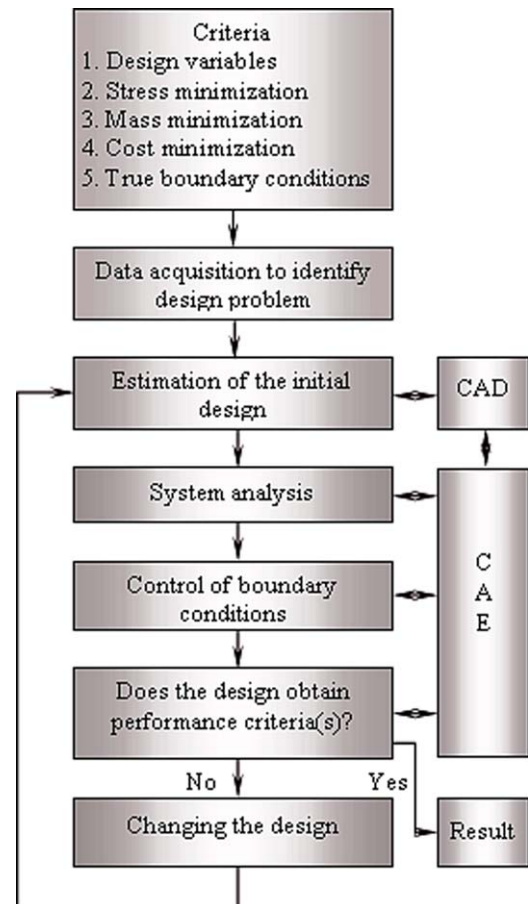 Criteria
1. Design variables
2. Stress minimization
3. Mass minimization
4. Cost minimization
5. True boundary conditions
Data acquisition to identify
design problem
Estimation of the initial
design
CAD
System analysis
C
A
E
Control of boundary
conditions
Does the design obtain
performance criteria(s)?
No
Yes
Changing the design
Result